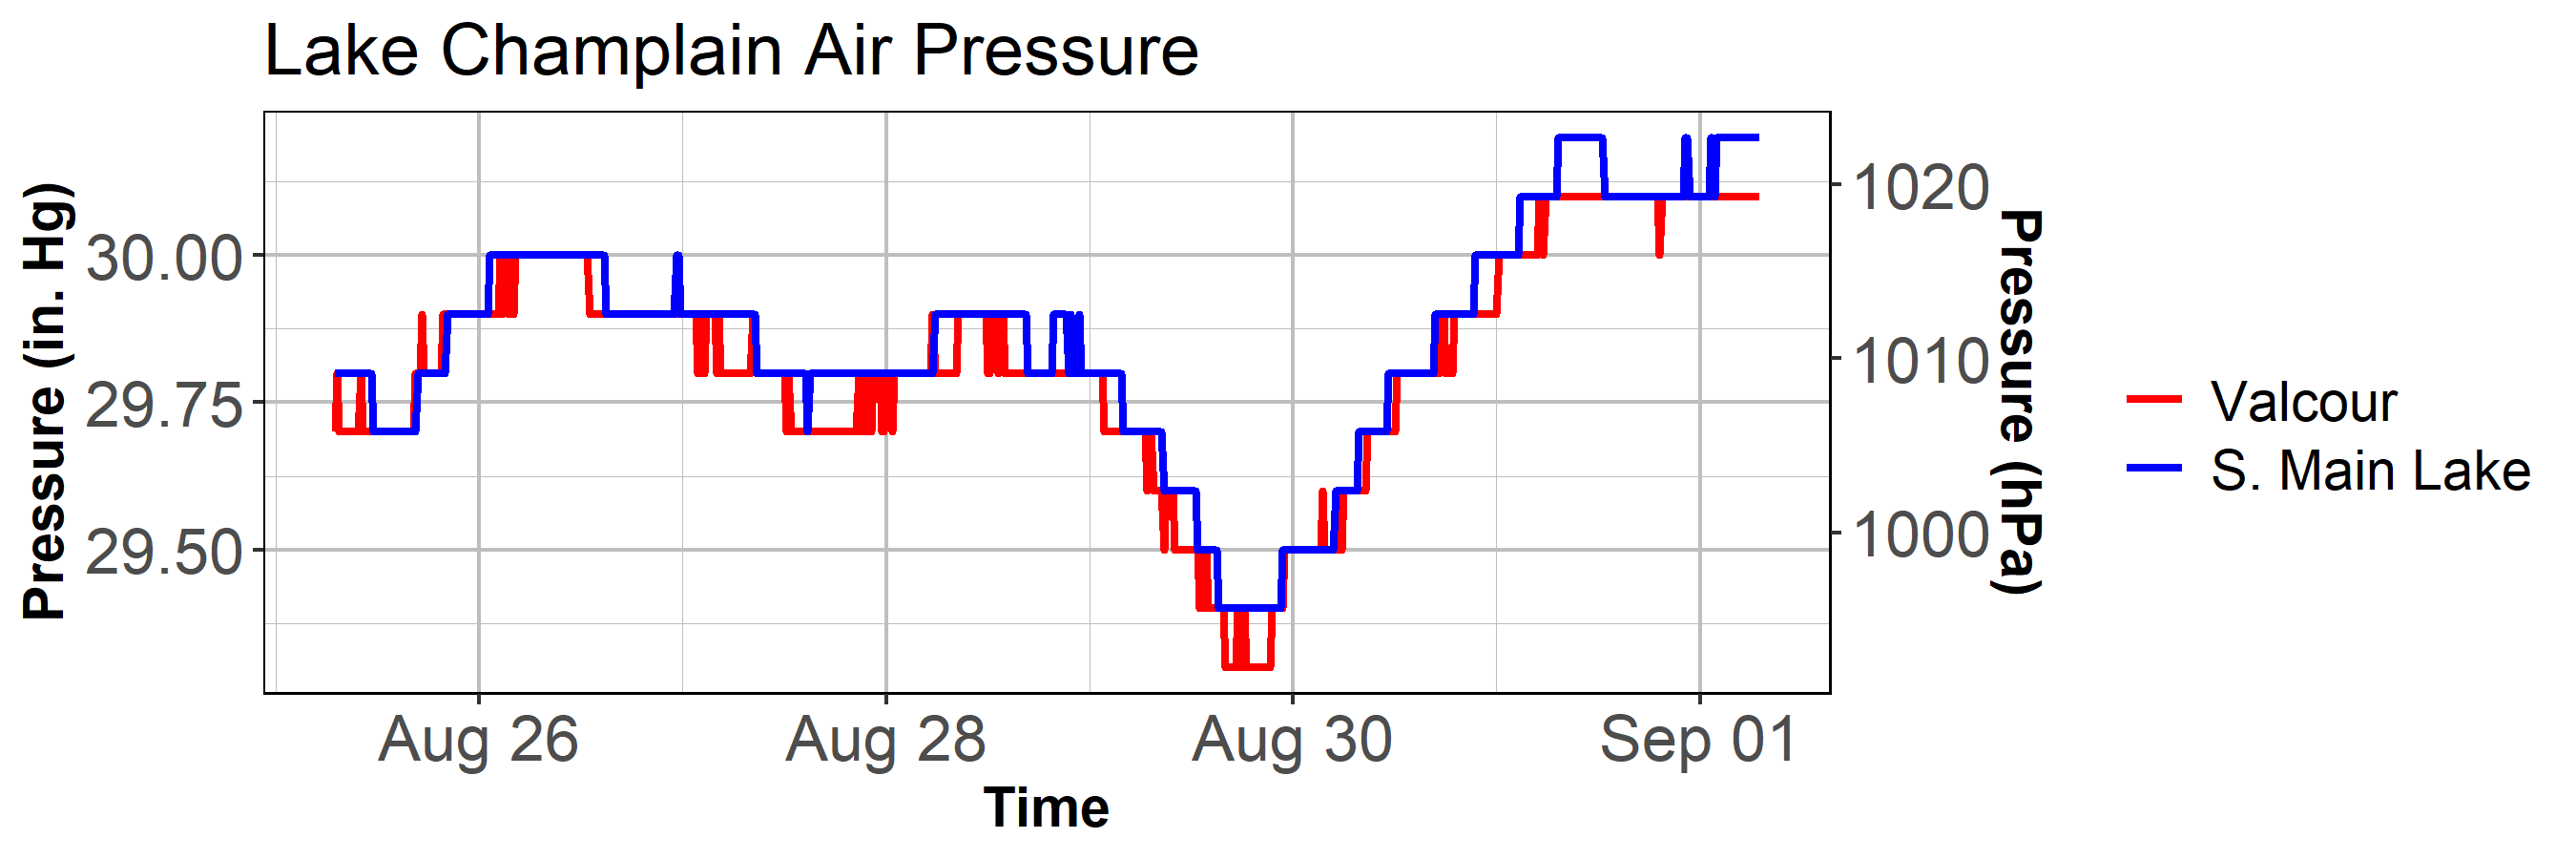 Lake Champlain Air Pressure
Pressure (in. Hg)
30.00
29.75
29.50
1020
1010
1000
Pressure (hPa)
Valcour
S. Main Lake
Aug 26
Aug 28
Aug 30
Sep 01
Time